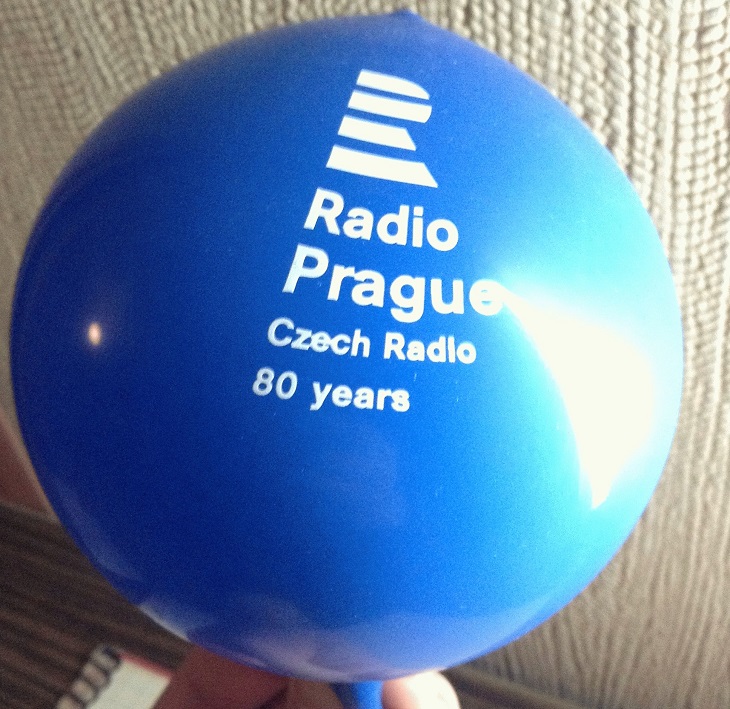 Radio
Prague
Czech Radio
80 years